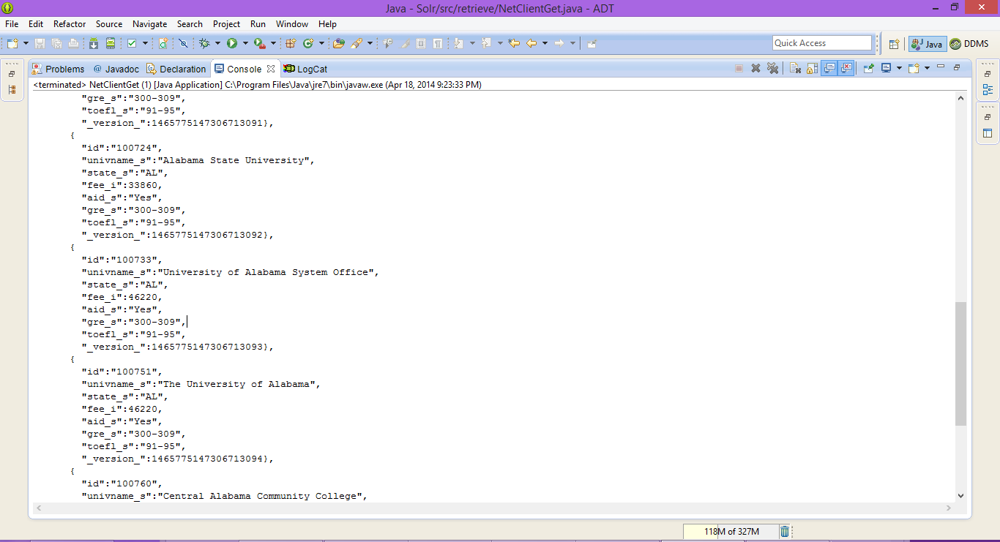 Java - Solr/src/retrieve/NetClientGet.java - ADT
File Edit Refactor Source Navigate Search Project Run Window Help
Quick Access Java DDMS
Problems @ Javadoc Declaration Console LogCat
<terminated> NetClientGet (1) [Java Application] C:\Program Files\Java\jre7\bin\javaw.exe (Apr 18, 2014 9:23:33 PM)
"gre_s":"300-309",
"toefl_s":"91-95",
"_version_":1465775147306713091},
{
"id":"100724",
"univname_s":"Alabama State University",
"state_s":"AL",
"fee_i":33860,
"aid_s":"Yes",
"gre_s":"300-309",
"toefl_s":"91-95",
"_version_":1465775147306713092},
{
"id":"100733",
"univname_s":"University of Alabama System Office",
"state_s":"AL",
"fee_i":46220,
"aid_s":"Yes",
"gre_s":"300-309",
"toefl_s":"91-95",
"_version_":1465775147306713093},
{
"id":"100751",
"univname_s":"The University of Alabama",
"state_s":"AL",
"fee_i":46220,
"aid_s":"Yes",
"gre_s":"300-309",
"toefl_s":"91-95",
"_version_":1465775147306713094},
{
"id":"100760",
"univname_s":"Central Alabama Community College",
118M of 327M